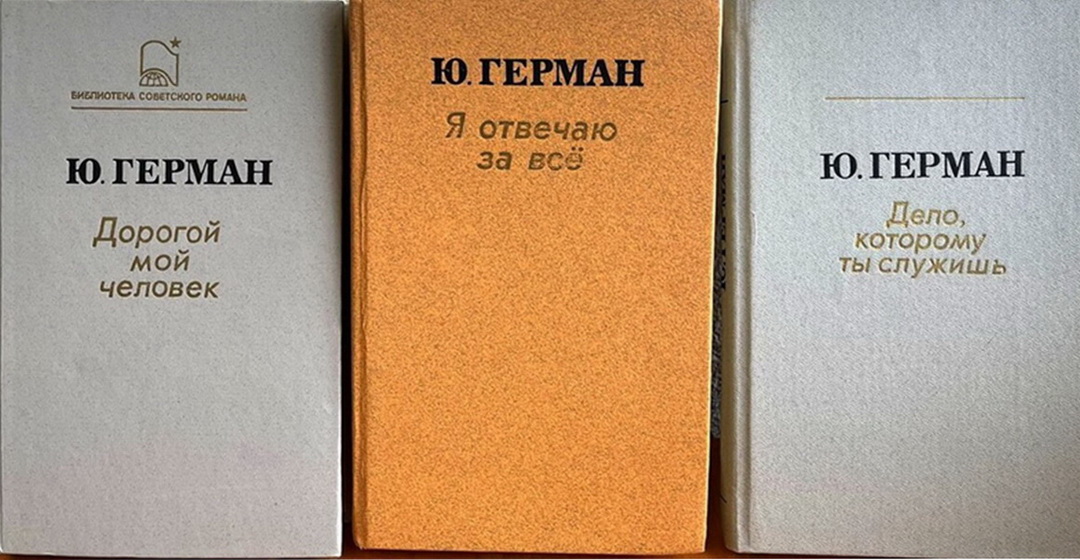 БИБЛИОТЕКА СОВЕТСКОГО РОМАНА
Ю. ГЕРМАН
Дорогой
мой
человек
Ю. ГЕРМАН
Я отвечаю
за всё
Ю. ГЕРМАН
Дело,
которому
ты служишь